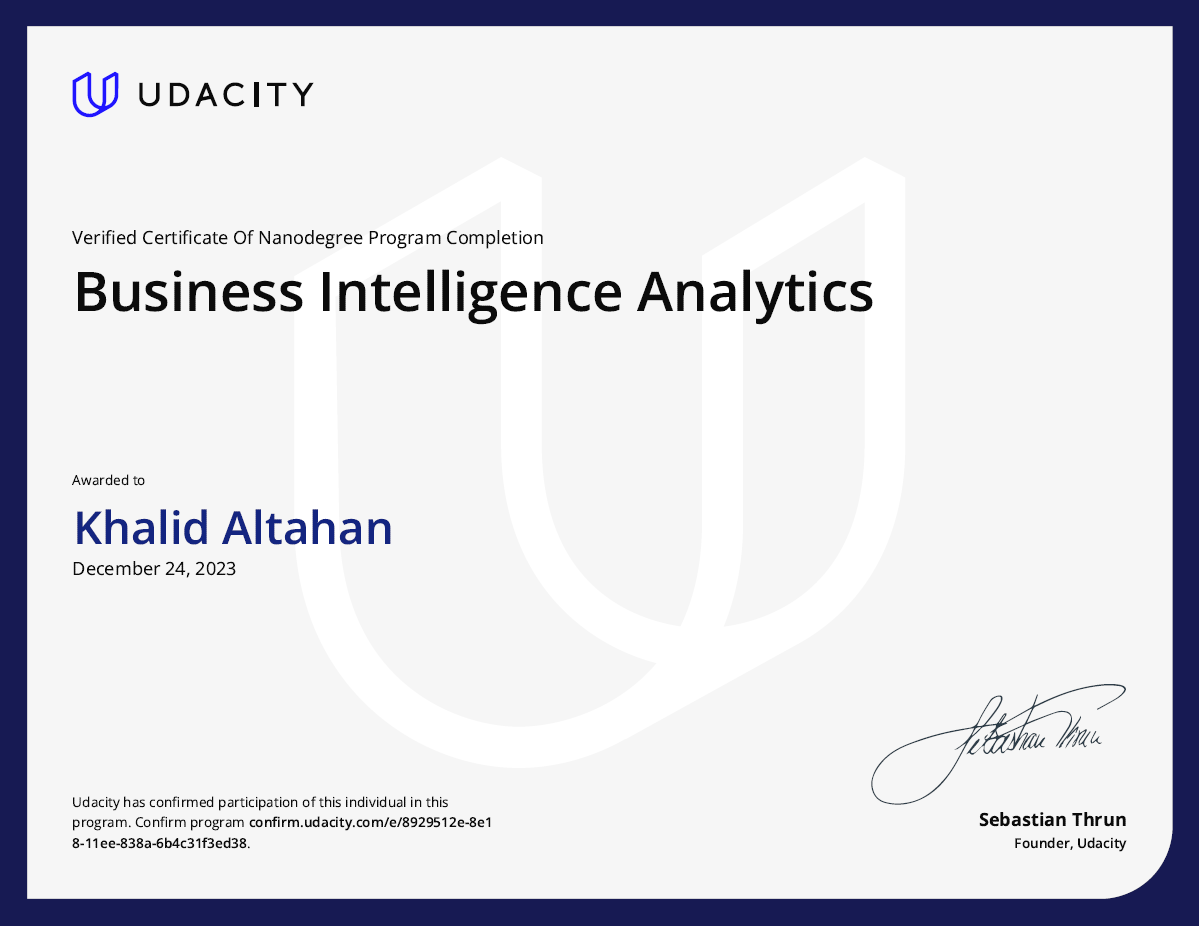 UDACITY
Verified Certificate Of Nanodegree Program Completion
Business Intelligence Analytics
Awarded to
Khalid Altahan
December 24, 2023
Sebastian Thrun
Udacity has confirmed participation of this individual in this
program. Confirm program confirm.udacity.com/e/8929512e-8e1
8-11ee-838a-6b4c31f3ed38.
Sebastian Thrun
Founder, Udacity